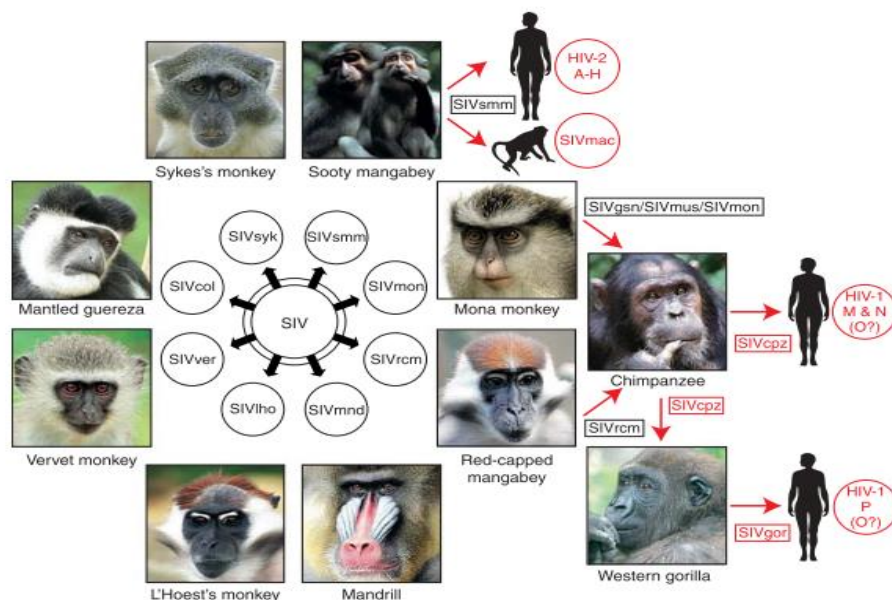 HIV-2
A-H
SIVsmm
SIVmac
Sykes's monkey
Sooty mangabey
SIVgsn/SIVmus/SIVmon
SIVsyk
SIVsmm
SIVcol
SIVmon
Mantled guereza
SIV
Mona monkey
HIV-1
M & N
(O?)
SIVcpz
SIVver
SIVrcm
Chimpanzee
SIVlho
SIVmnd
SIVcpz
SIVrcm
Vervet monkey
Red-capped
mangabey
HIV-1
P
(O?)
SIVgor
L'Hoest's monkey
Mandrill
Western gorilla